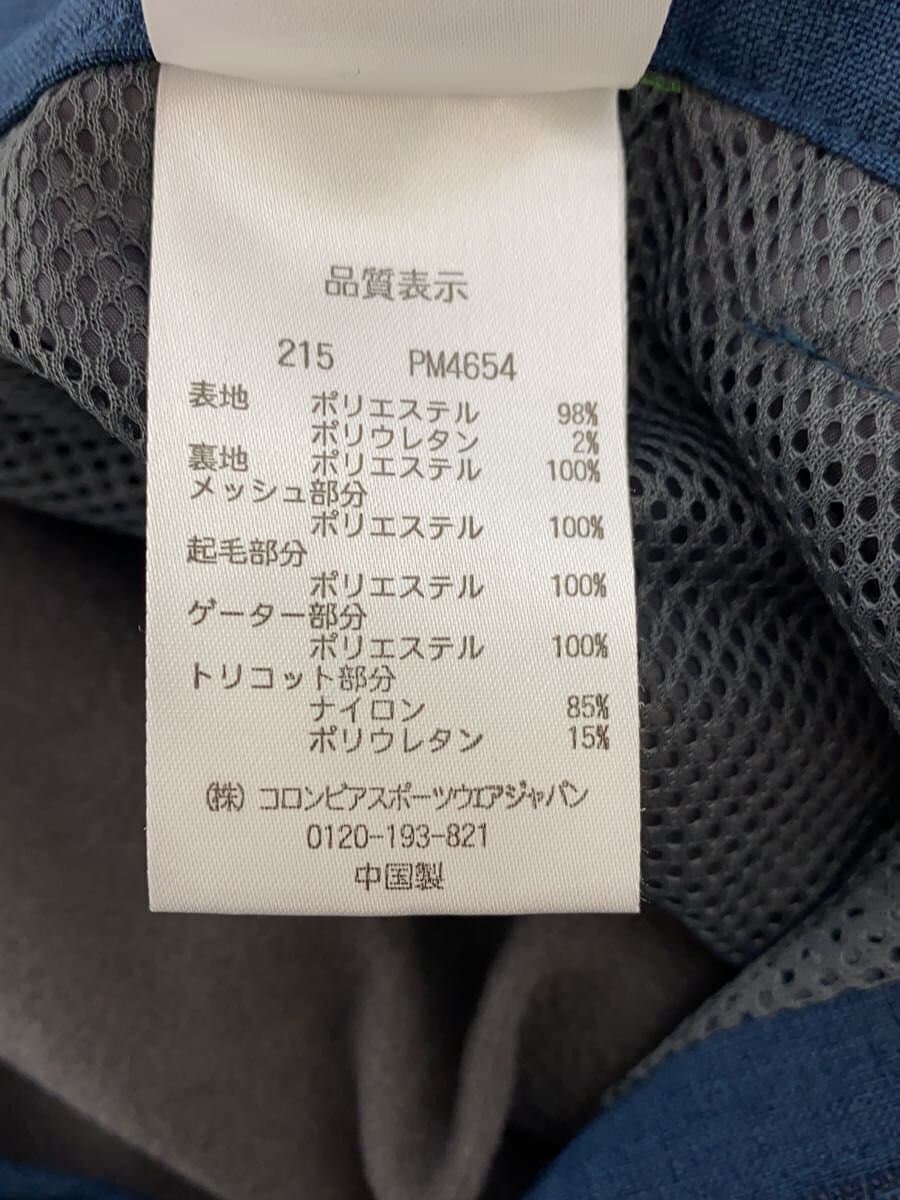 品質表示
215 PM4654
表地 ポリエステル 98%
ポリウレタン 2%
裏地 ポリエステル 100%
メッシュ部分
ポリエステル 100%
起毛部分
ポリエステル 100%
ゲーター部分
ポリエステル 100%
トリコット部分
ナイロン 85%
ポリウレタン 15%
(株) コロンビアスポーツウエアジャパン
0120-193-821
中国製